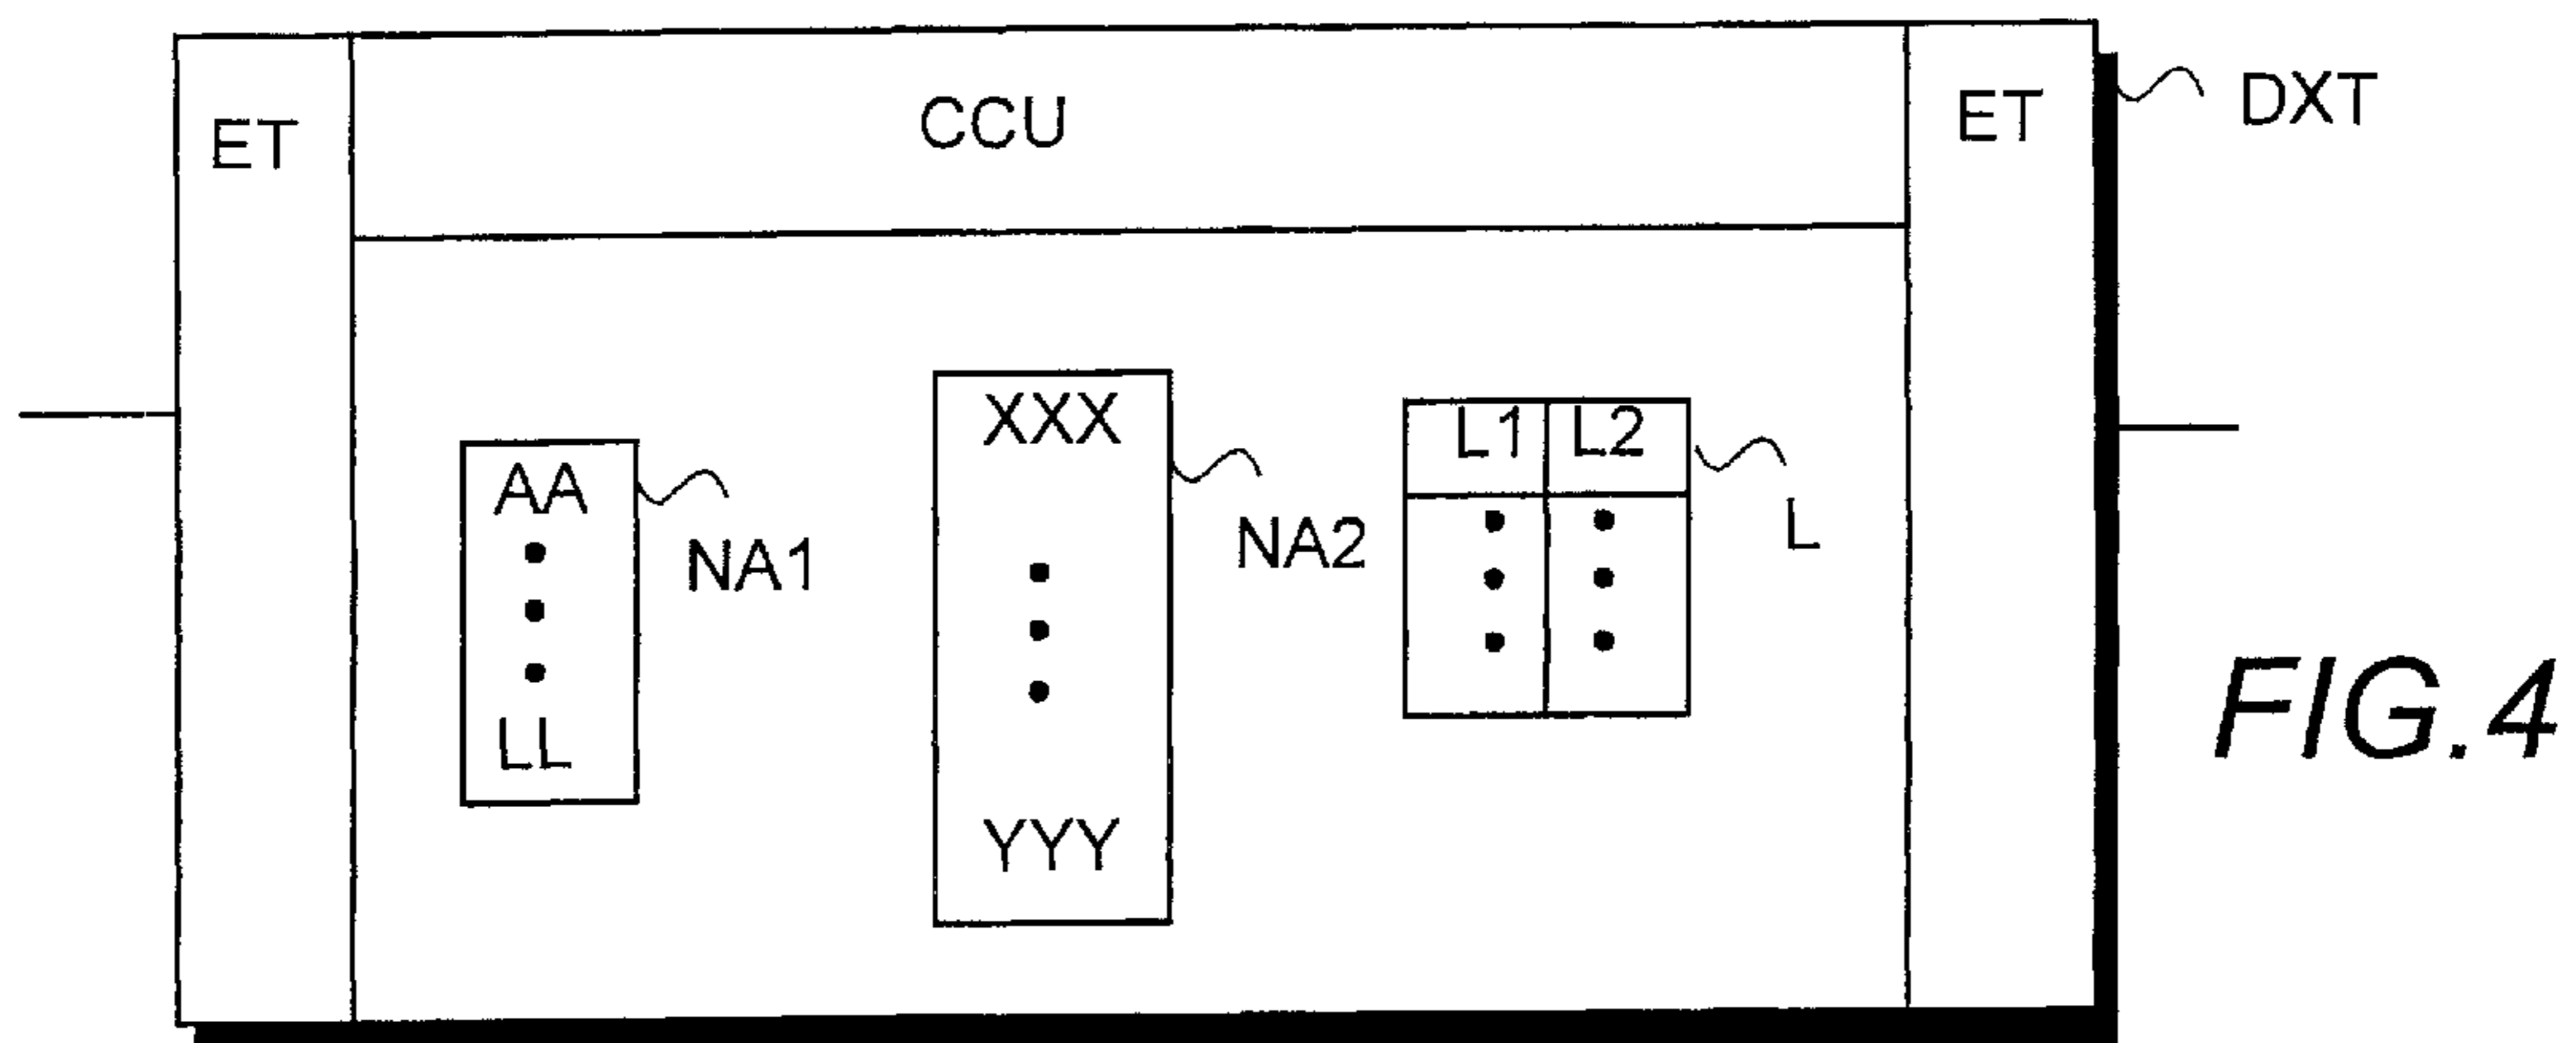 ET CCU ET DXT
XXX L1 L2
AA
NA1 NA2 L
LL
YYY
FIG.4